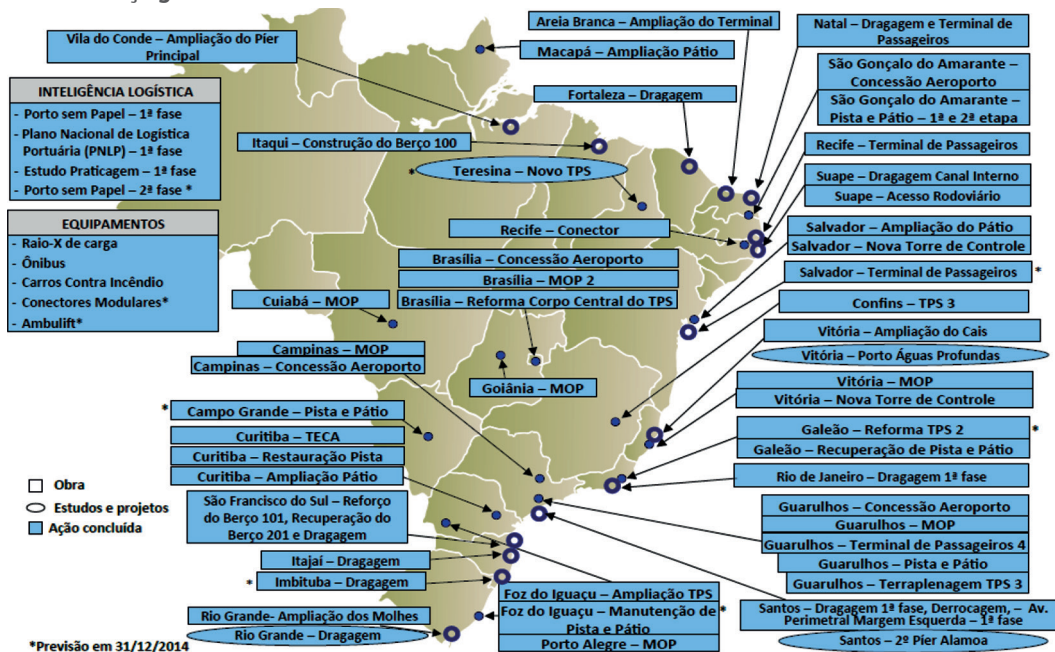 Vila do Conde – Ampliação do Píer
Principal
Areia Branca – Ampliação do Terminal
Macapá – Ampliação Pátio
Natal – Dragagem e Terminal de
Passageiros
São Gonçalo do Amarante –
Concessão Aeroporto
São Gonçalo do Amarante –
Pista e Pátio – 1ª e 2ª etapa
Fortaleza – Dragagem
INTELIGÊNCIA LOGÍSTICA
- Porto sem Papel – 1ª fase
- Plano Nacional de Logística
Portuária (PNLP) – 1ª fase
- Estudo Praticagem – 1ª fase
- Porto sem Papel – 2ª fase *
Itaqui – Construção do Berço 100
* Teresina – Novo TPS
Recife – Terminal de Passageiros
Suape – Dragagem Canal Interno
Suape – Acesso Rodoviário
EQUIPAMENTOS
- Raio-X de carga
- Ônibus
- Carros Contra Incêndio
- Conectores Modulares*
- Ambulift*
Recife – Conector
Brasília – Concessão Aeroporto
Brasília – MOP 2
Brasília – Reforma Corpo Central do TPS
Salvador – Ampliação do Pátio
Salvador – Nova Torre de Controle
Salvador – Terminal de Passageiros *
Cuiabá – MOP
Confins – TPS 3
Vitória – Ampliação do Cais
Vitória – Porto Águas Profundas
Campinas – MOP
Campinas – Concessão Aeroporto
Goiânia – MOP
Vitória – MOP
Vitória – Nova Torre de Controle
* Campo Grande – Pista e Pátio
Curitiba – TECA
Curitiba – Restauração Pista
Curitiba – Ampliação Pátio
Galeão – Reforma TPS 2 *
Galeão – Recuperação de Pista e Pátio
Rio de Janeiro – Dragagem 1ª fase
Obra
Estudos e projetos
Ação concluída
São Francisco do Sul – Reforço
do Berço 101, Recuperação do
Berço 201 e Dragagem
Guarulhos – Concessão Aeroporto
Guarulhos – MOP
Guarulhos – Terminal de Passageiros 4
Guarulhos – Pista e Pátio
Guarulhos – Terraplenagem TPS 3
Itajaí – Dragagem
* Imbituba – Dragagem
Foz do Iguaçu – Ampliação TPS
Foz do Iguaçu – Manutenção de *
Pista e Pátio
Porto Alegre – MOP
Rio Grande- Ampliação dos Molhes
Rio Grande – Dragagem
Santos – Dragagem 1ª fase, Derrocagem, – Av.
Perimetral Margem Esquerda – 1ª fase
Santos – 2º Píer Alamoa
*Previsão em 31/12/2014